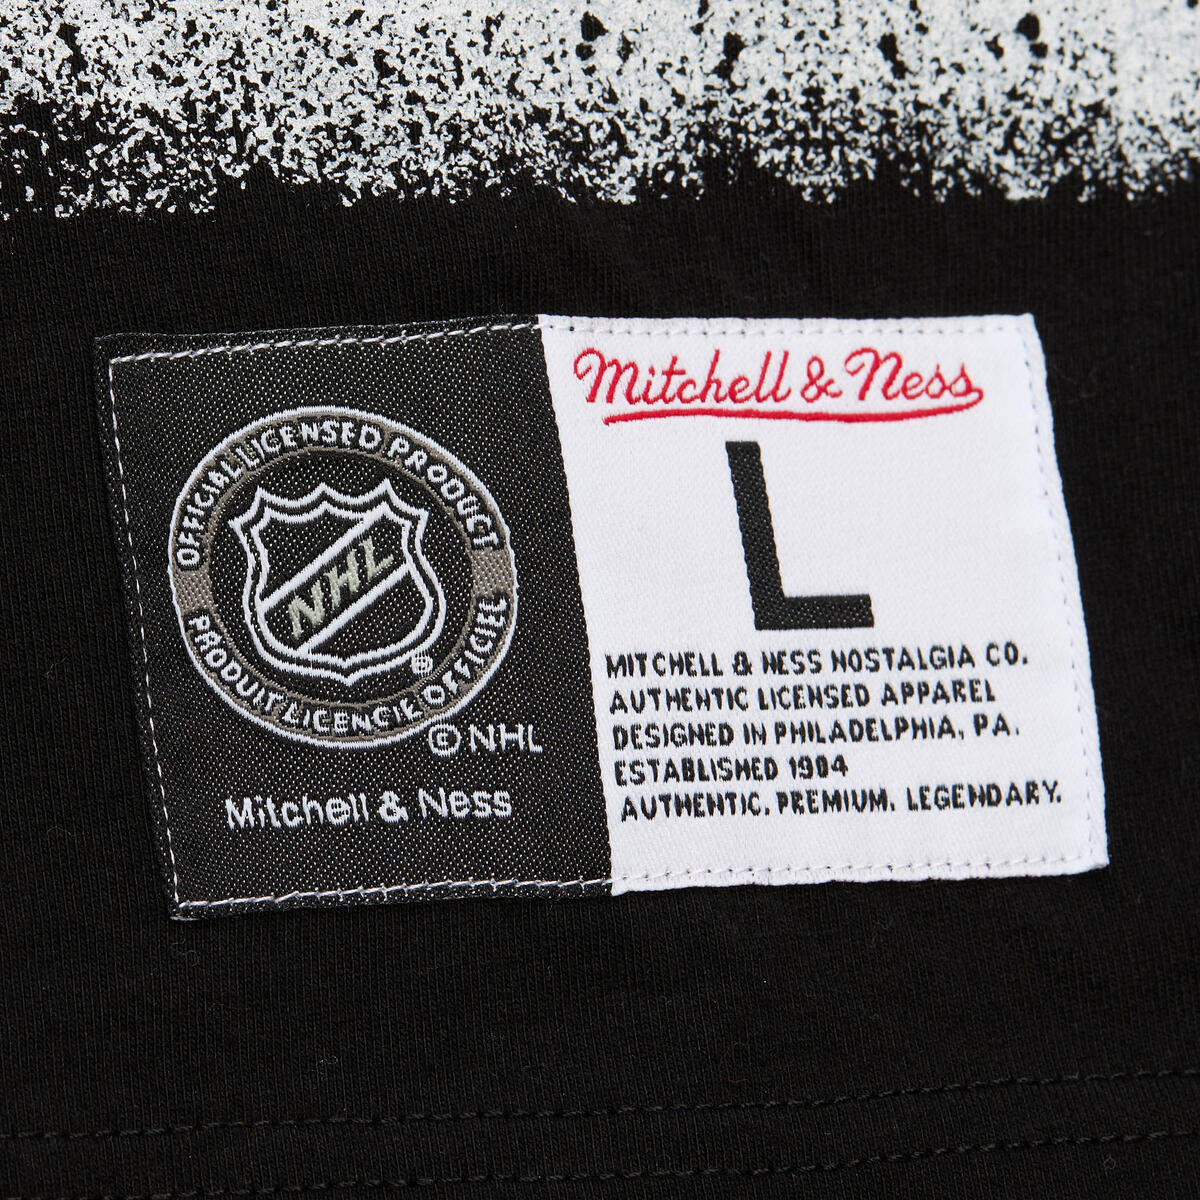 OFFICIAL LICENSED PRODUCT
NHL
®
PRODUIT LICENCIE OFFICIEL
© NHL
Mitchell & Ness
Mitchell & Ness
L
MITCHELL & NESS NOSTALGIA CO.
AUTHENTIC LICENSED APPAREL
DESIGNED IN PHILADELPHIA, PA.
ESTABLISHED 1904
AUTHENTIC. PREMIUM. LEGENDARY.